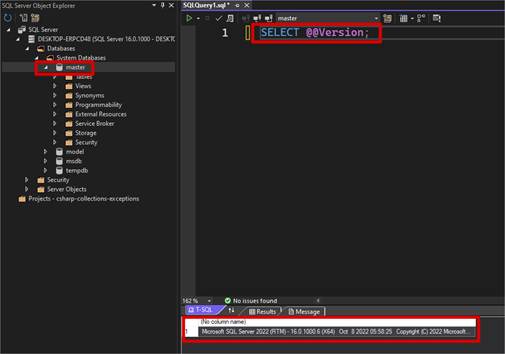 SQL Server Object Explorer
SQL Server
DESKTOP-ERPCD48 (SQL Server 16.0.1000 - DESKTO
Databases
System Databases
master
Tables
Views
Synonyms
Programmability
External Resources
Service Broker
Storage
Security
model
msdb
tempdb
Security
Server Objects
Projects - csharp-collections-exceptions
SQLQuery1.sql*
master
1 SELECT @@Version;
162 %
No issues found
T-SQL
Results
Message
(No column name)
1 Microsoft SQL Server 2022 (RTM) - 16.0.1000.6 (X64) Oct 8 2022 05:58:25 Copyright (C) 2022 Microsoft...